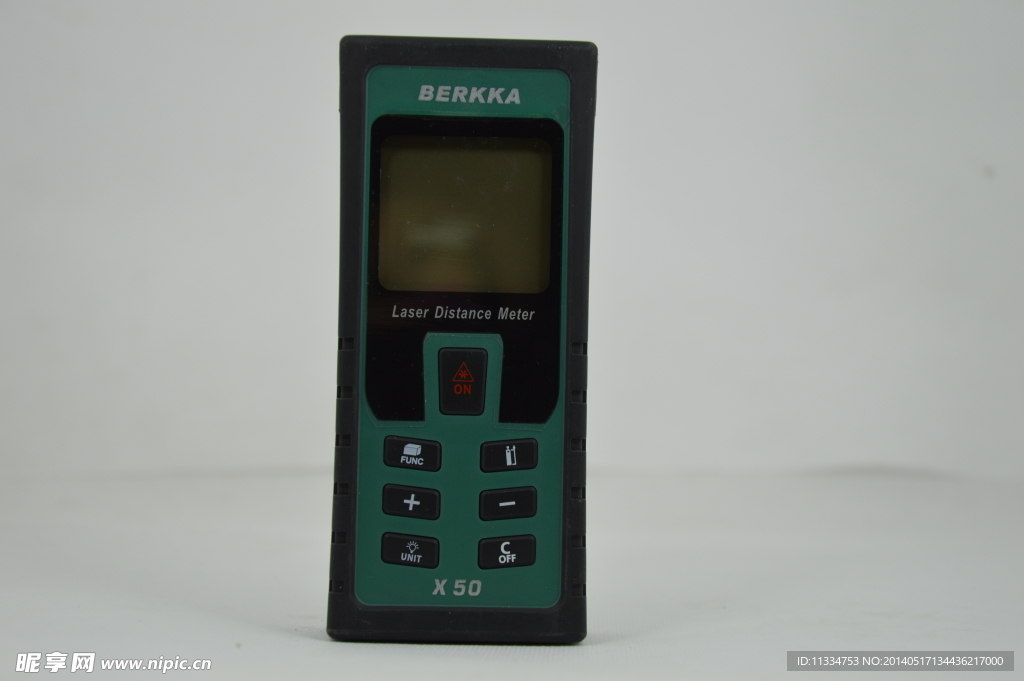 BERKKA
Laser Distance Meter
ON
FUNC
+ −
UNIT
C
OFF
X 50
昵享网 www.nipic.cn
ID:11334753 NO:20140517134436217000